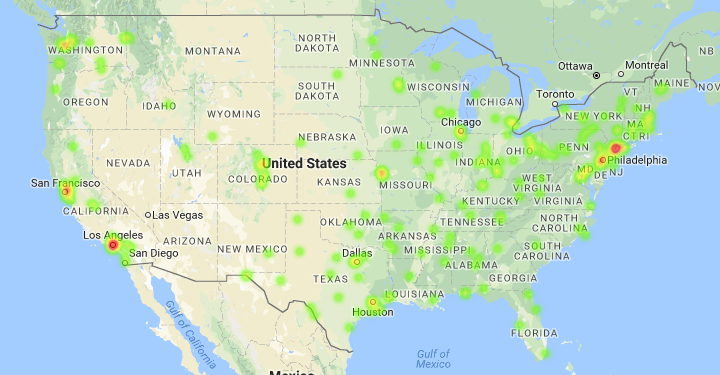 WASHINGTON
MONTANA
NORTH
DAKOTA
MINNESOTA
Ottawa
Montreal
NB
MAINE
NOV
VT
NH
SOUTH
DAKOTA
WISCONSIN
MICHIGAN
Toronto
OREGON
IDAHO
WYOMING
Chicago
NEW YORK
MA
CT
RI
NEBRASKA
IOWA
ILLINOIS
INDIANA
OHIO
PENN
Philadelphia
NEVADA
UTAH
United States
COLORADO
KANSAS
MISSOURI
WEST
VIRGINIA
MD
DE
NJ
San Francisco
CALIFORNIA
Las Vegas
KENTUCKY
VIRGINIA
Los Angeles
San Diego
ARIZONA
NEW MEXICO
OKLAHOMA
ARKANSAS
TENNESSEE
NORTH
CAROLINA
Dallas
MISSISSIPPI
SOUTH
CAROLINA
TEXAS
ALABAMA
GEORGIA
LOUISIANA
Houston
FLORIDA
Gulf of California
Gulf of
Mexico
Mexico